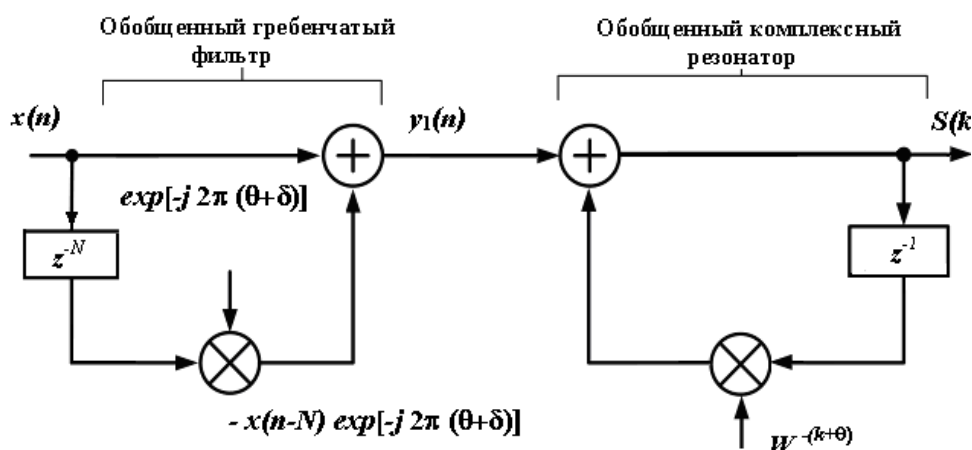 Обобщенный гребенчатый
фильтр
Обобщенный комплексный
резонатор
x(n)
y₁(n)
S(k
exp[-j 2π (θ+δ)]
z⁻ᴺ
z⁻¹
- x(n-N) exp[-j 2π (θ+δ)]
W⁻⁽ᵏ⁺θ⁾